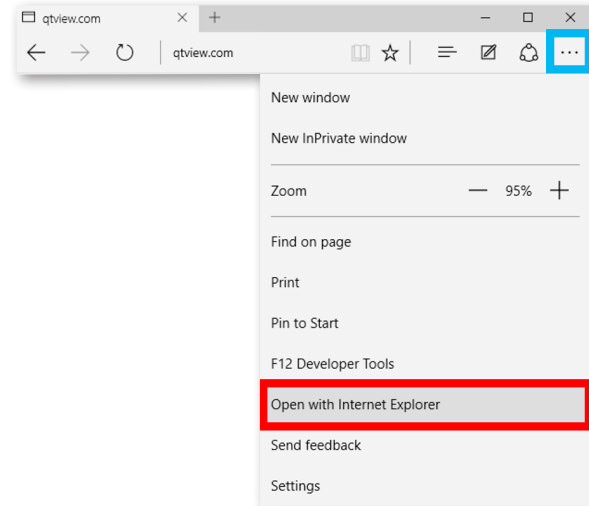 qtview.com
qtview.com
New window
New InPrivate window
Zoom 95%
Find on page
Print
Pin to Start
F12 Developer Tools
Open with Internet Explorer
Send feedback
Settings